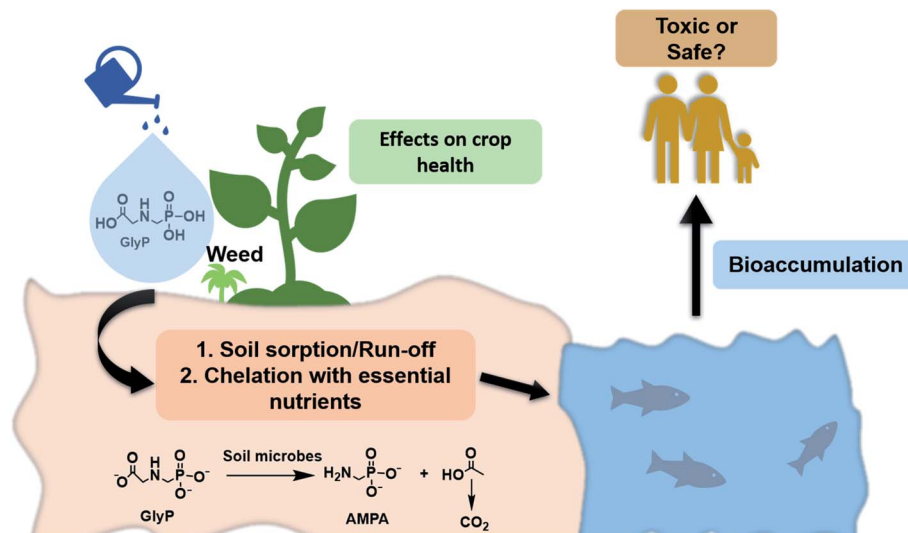 Toxic or
Safe?
Effects on crop
health
O
H
O
HO
N
P
OH
OH
GlyP
Weed
Bioaccumulation
1. Soil sorption/Run-off
2. Chelation with essential
nutrients
O
H
O
⁻O
N
P
O⁻
O⁻
GlyP
Soil microbes
O
H₂N
P
O⁻
O⁻
AMPA
+
O
HO
CO₂